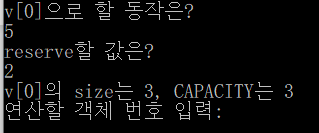 v[0]으로 할 동작은?
5
reserve할 값은?
2
v[0]의 size는 3, CAPACITY는 3
연산할 객체 번호 입력: